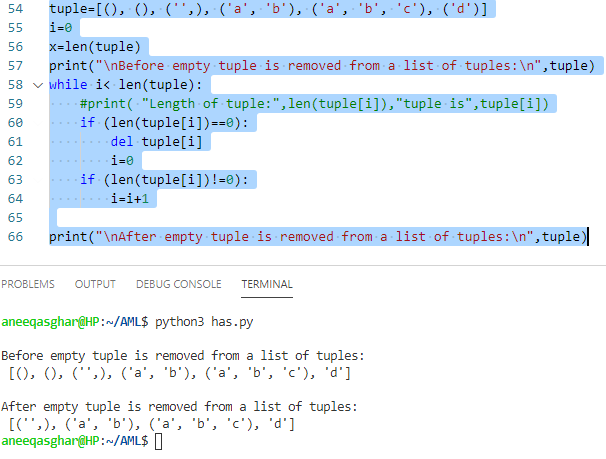 54 tuple=[(), (), ('',), ('a', 'b'), ('a', 'b', 'c'), ('d')]
55 i=0
56 x=len(tuple)
57 print("\nBefore empty tuple is removed from a list of tuples:\n",tuple)
58 while i< len(tuple):
59     #print( "Length of tuple:",len(tuple[i]),"tuple is",tuple[i])
60     if (len(tuple[i])==0):
61         del tuple[i]
62         i=0
63     if (len(tuple[i])!=0):
64         i=i+1
65
66 print("\nAfter empty tuple is removed from a list of tuples:\n",tuple)
PROBLEMS OUTPUT DEBUG CONSOLE TERMINAL
aneeqasghar@HP:~/AML$ python3 has.py
Before empty tuple is removed from a list of tuples:
 [(), (), ('',), ('a', 'b'), ('a', 'b', 'c'), 'd']
After empty tuple is removed from a list of tuples:
 [('',), ('a', 'b'), ('a', 'b', 'c'), 'd']
aneeqasghar@HP:~/AML$